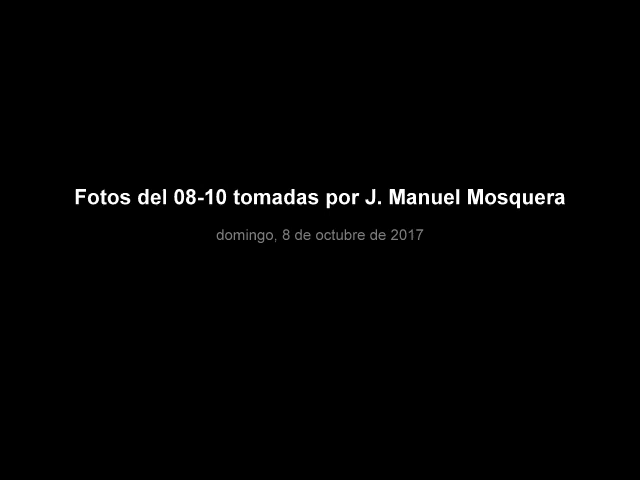 Fotos del 08-10 tomadas por J. Manuel Mosquera
domingo, 8 de octubre de 2017